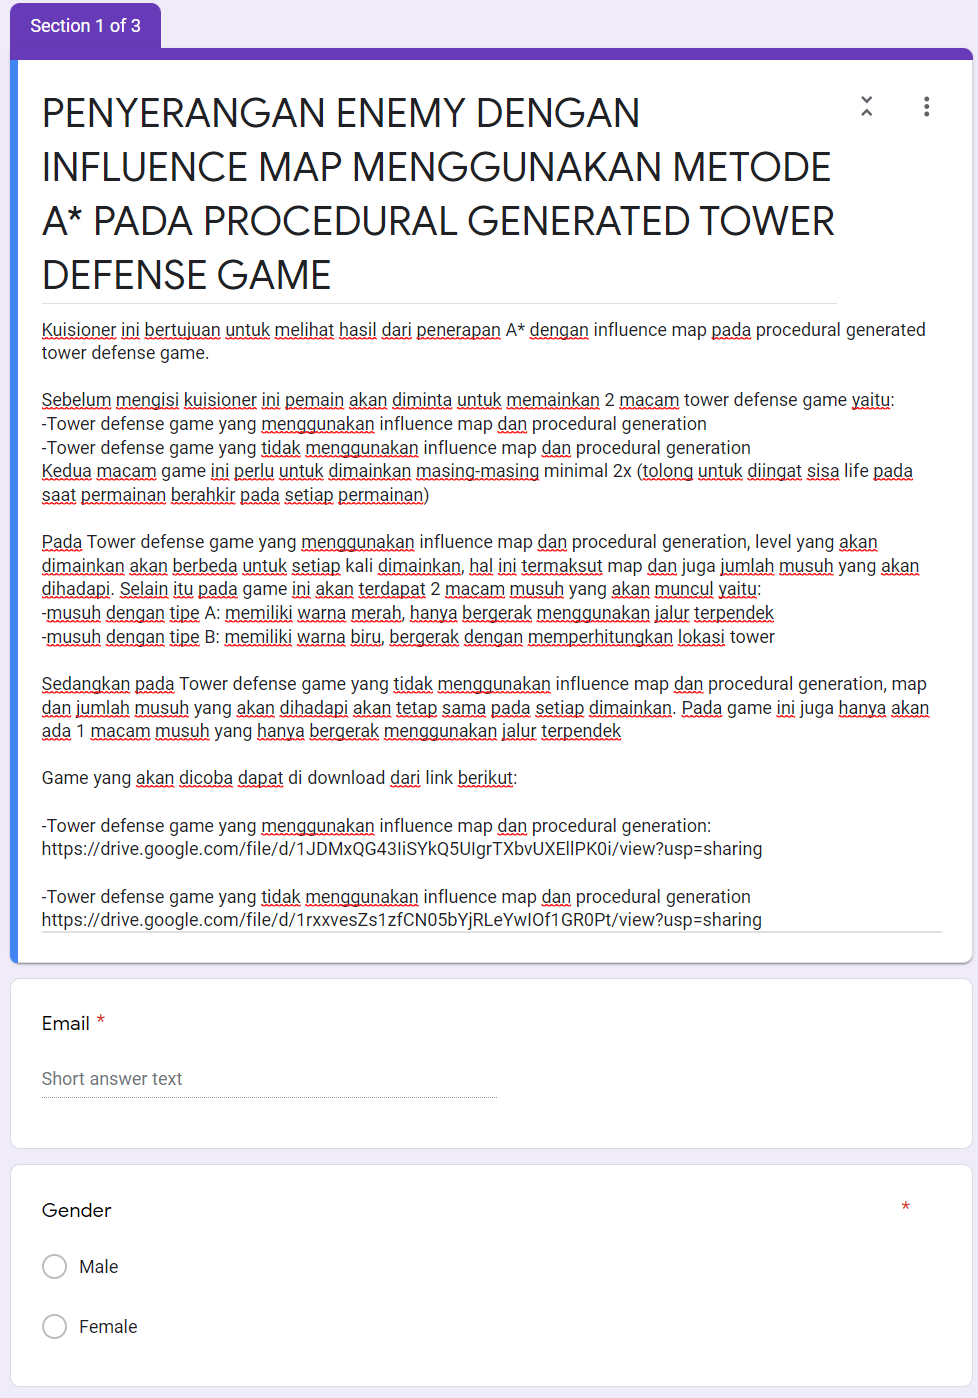 Section 1 of 3
PENYERANGAN ENEMY DENGAN
INFLUENCE MAP MENGGUNAKAN METODE
A* PADA PROCEDURAL GENERATED TOWER
DEFENSE GAME
Kuisioner ini bertujuan untuk melihat hasil dari penerapan A* dengan influence map pada procedural generated
tower defense game.
Sebelum mengisi kuisioner ini pemain akan diminta untuk memainkan 2 macam tower defense game yaitu:
-Tower defense game yang menggunakan influence map dan procedural generation
-Tower defense game yang tidak menggunakan influence map dan procedural generation
Kedua macam game ini perlu untuk dimainkan masing-masing minimal 2x (tolong untuk diingat sisa life pada
saat permainan berahkir pada setiap permainan)
Pada Tower defense game yang menggunakan influence map dan procedural generation, level yang akan
dimainkan akan berbeda untuk setiap kali dimainkan, hal ini termaksut map dan juga jumlah musuh yang akan
dihadapi. Selain itu pada game ini akan terdapat 2 macam musuh yang akan muncul yaitu:
-musuh dengan tipe A: memiliki warna merah, hanya bergerak menggunakan jalur terpendek
-musuh dengan tipe B: memiliki warna biru, bergerak dengan memperhitungkan lokasi tower
Sedangkan pada Tower defense game yang tidak menggunakan influence map dan procedural generation, map
dan jumlah musuh yang akan dihadapi akan tetap sama pada setiap dimainkan. Pada game ini juga hanya akan
ada 1 macam musuh yang hanya bergerak menggunakan jalur terpendek
Game yang akan dicoba dapat di download dari link berikut:
-Tower defense game yang menggunakan influence map dan procedural generation:
https://drive.google.com/file/d/1JDMxQG43IiSYkQ5UIgrTXbvUXEllPK0i/view?usp=sharing
-Tower defense game yang tidak menggunakan influence map dan procedural generation
https://drive.google.com/file/d/1rxxvesZs1zfCN05bYjRLeYwIOf1GR0Pt/view?usp=sharing
Email *
Short answer text
Gender *
Male
Female